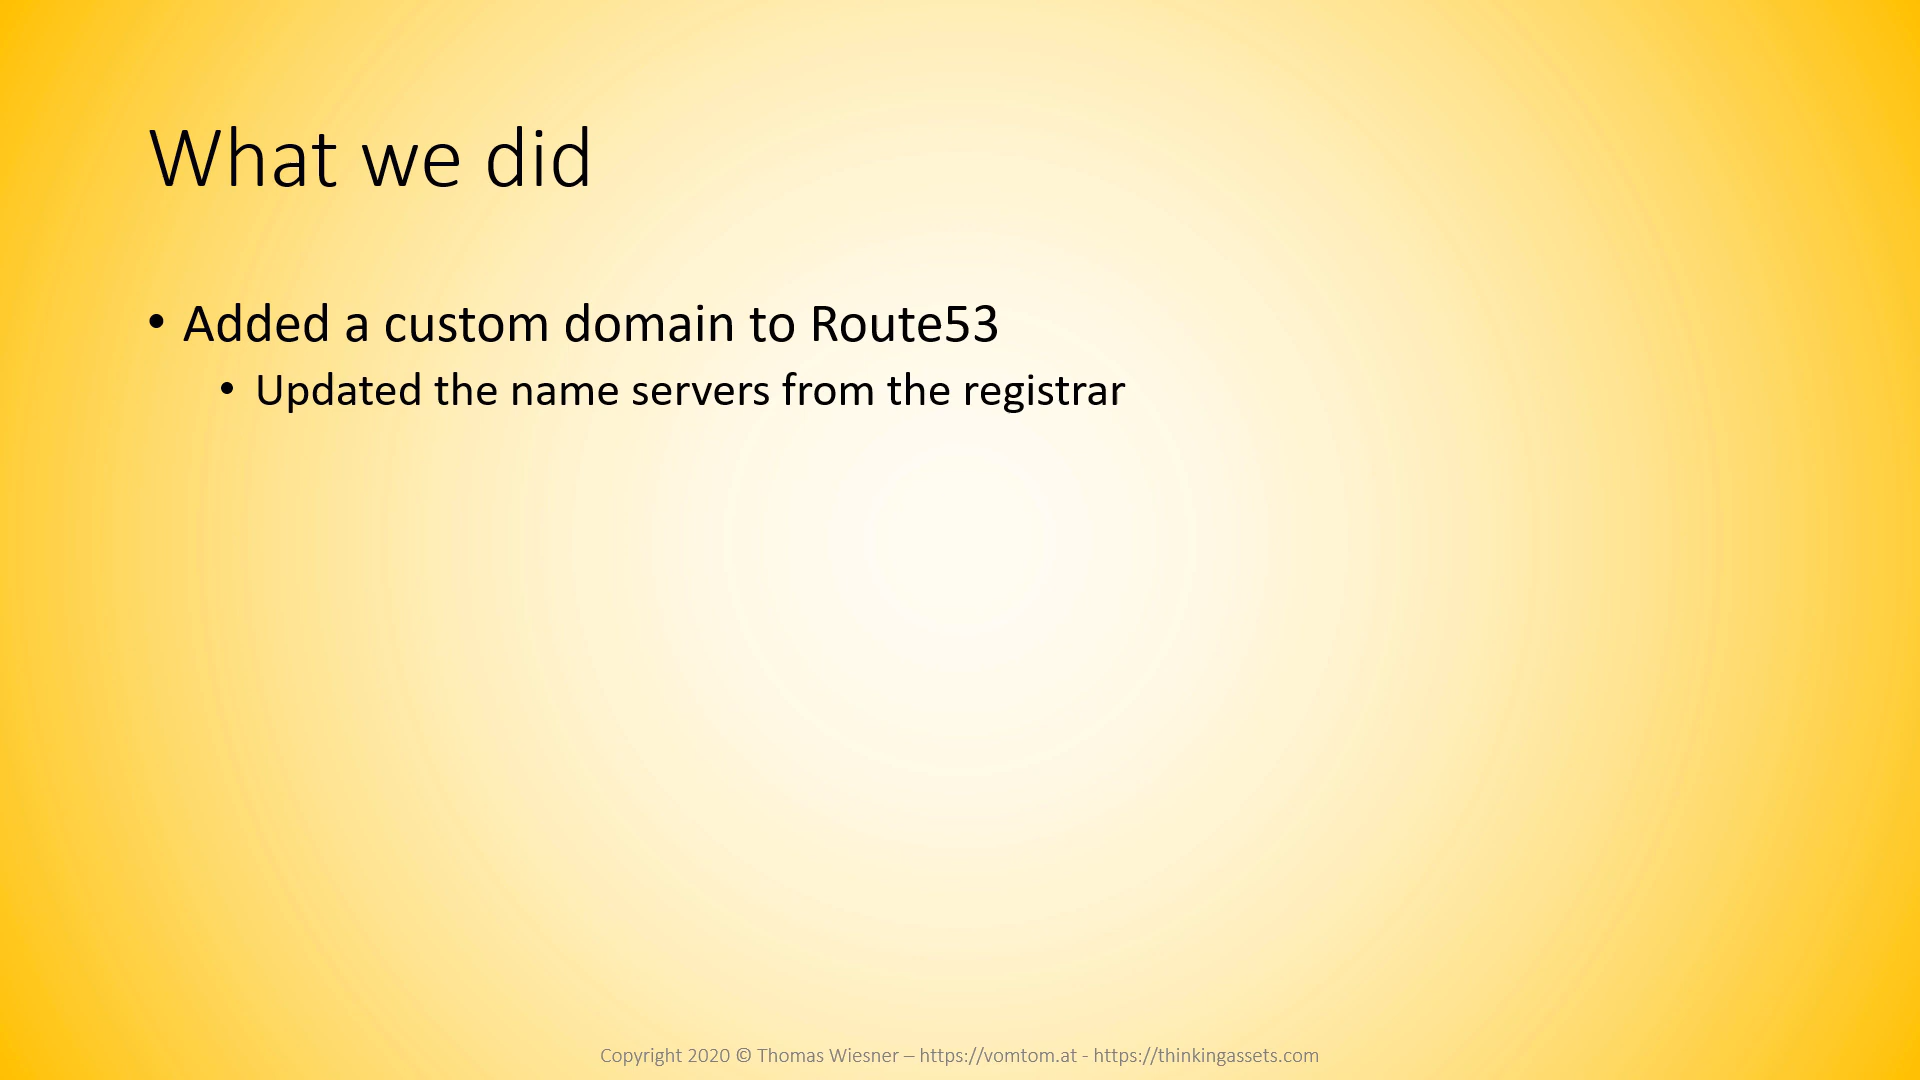 What we did
• Added a custom domain to Route53
• Updated the name servers from the registrar
Copyright 2020 © Thomas Wiesner – https://vomtom.at - https://thinkingassets.com